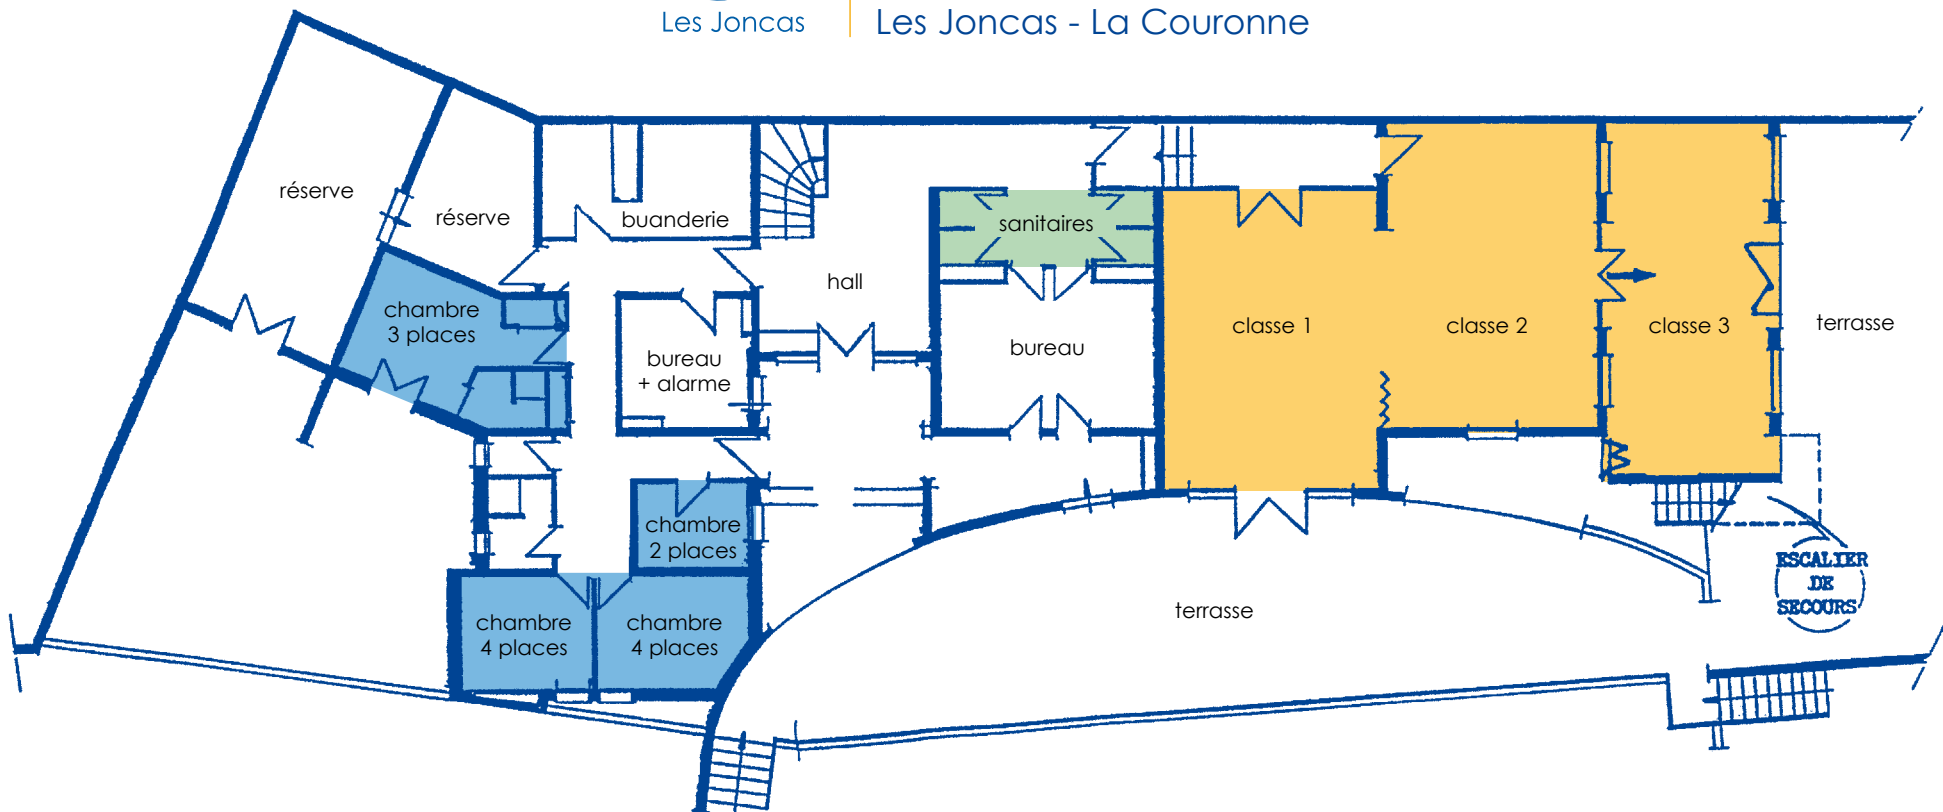 Les Joncas
Les Joncas - La Couronne
réserve
réserve
buanderie
sanitaires
hall
chambre
3 places
bureau
+ alarme
bureau
classe 1
classe 2
classe 3
terrasse
chambre
2 places
chambre
4 places
chambre
4 places
terrasse
ESCALIER
DE
SECOURS